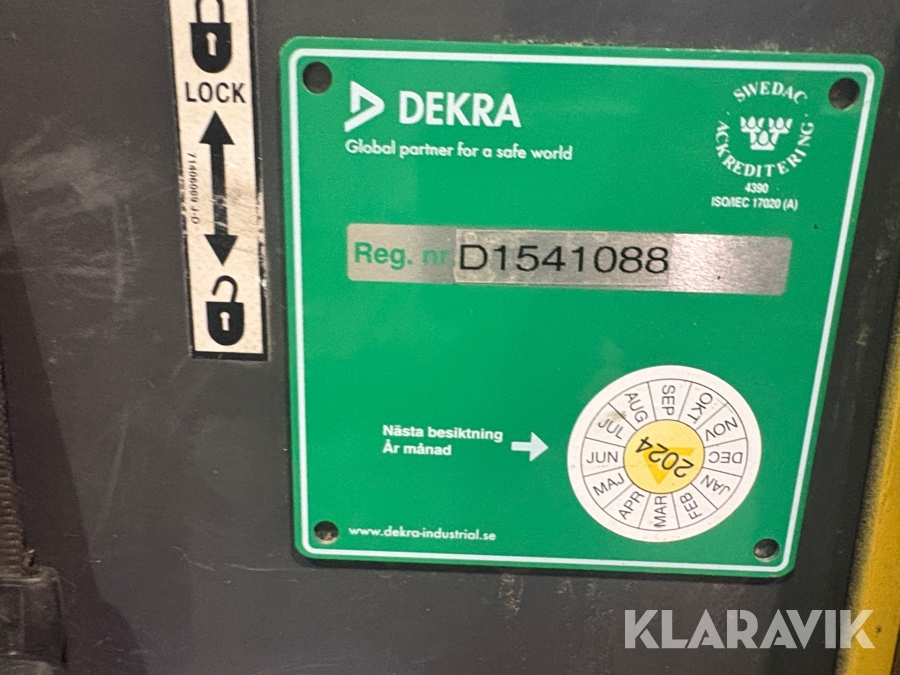 LOCK
71406069 J-D
DEKRA
Global partner for a safe world
SWEDAC
ACKREDITERING
4390
ISO/IEC 17020 (A)
Reg. nr D1541088
Nästa besiktning
År månad
JAN
FEB
MAR
APR
MAJ
JUN
JUL
AUG
SEP
OKT
NOV
DEC
2024
www.dekra-industrial.se
KLARAVIK